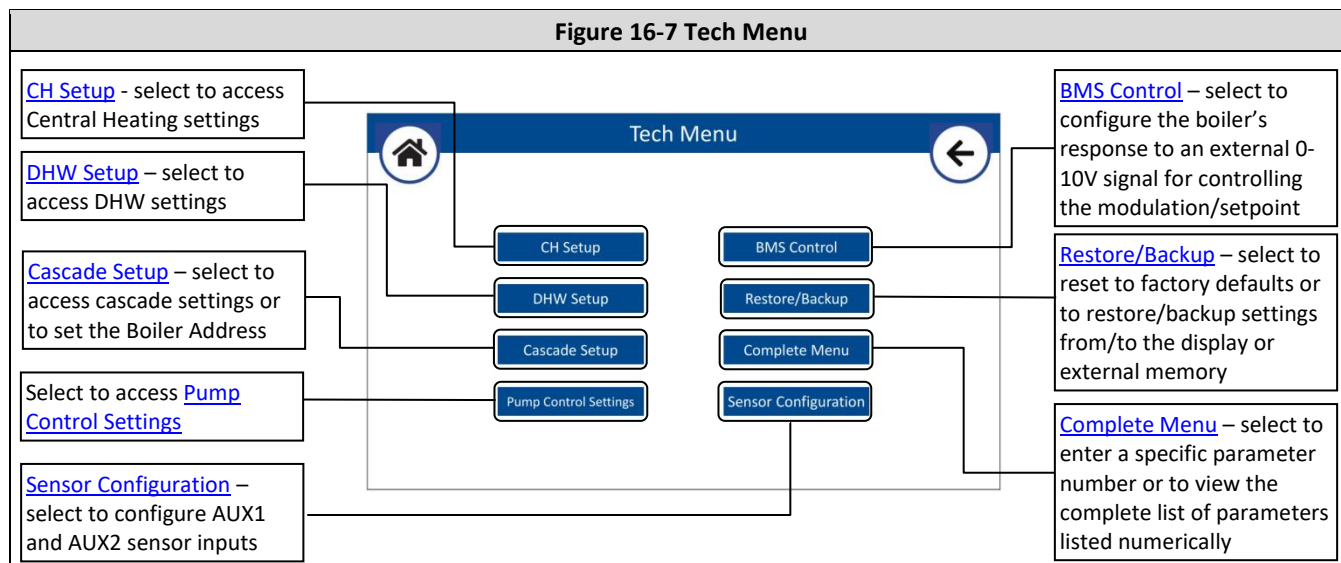 Figure 16-7 Tech Menu
CH Setup - select to access
Central Heating settings
DHW Setup – select to
access DHW settings
Cascade Setup – select to
access cascade settings or
to set the Boiler Address
Select to access Pump
Control Settings
Sensor Configuration –
select to configure AUX1
and AUX2 sensor inputs
Tech Menu
CH Setup
DHW Setup
Cascade Setup
Pump Control Settings
BMS Control
Restore/Backup
Complete Menu
Sensor Configuration
BMS Control – select to
configure the boiler’s
response to an external 0-
10V signal for controlling
the modulation/setpoint
Restore/Backup – select to
reset to factory defaults or
to restore/backup settings
from/to the display or
external memory
Complete Menu – select to
enter a specific parameter
number or to view the
complete list of parameters
listed numerically